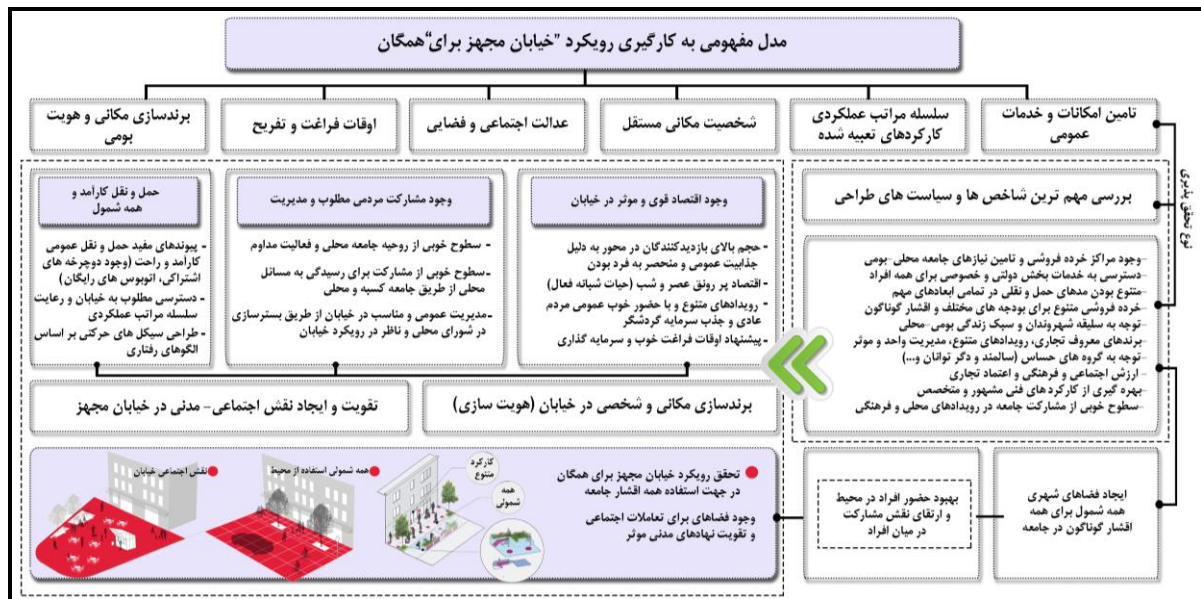 مدل مفهومی به کارگیری رویکرد "خیابان مجهز برای"همگان
تامین امکانات و خدمات
عمومی
سلسله مراتب عملکردی
کارکردهای تعبیه شده
شخصیت مکانی مستقل
عدالت اجتماعی و فضایی
اوقات فراغت و تفریح
برندسازی مکانی و هویت
بومی
نوع تحقق پذیری
بررسی مهم ترین شاخص ها و سیاست های طراحی
-وجود مراکز خرده فروشی و تامین نیازهای جامعه محلی-بومی
-دسترسی به خدمات بخش دولتی و خصوصی برای همه افراد
-متنوع بودن مدهای حمل و نقلی در تمامی ابعادهای مهم
-خرده فروشی متنوع برای بودجه های مختلف و اقشار گوناگون
-توجه به سلیقه شهروندان و سبک زندگی بومی-محلی
-برندهای معروف تجاری، رویدادهای متنوع، مدیریت واحد و موثر
-توجه به گروه های حساس (سالمند و دگر توانان و...)
-ارزش اجتماعی و فرهنگی و اعتماد تجاری
-بهره گیری از کارکردهای فنی مشهور و متخصص
-سطوح خوبی از مشارکت جامعه در رویدادهای محلی و فرهنگی
وجود اقتصاد قوی و موثر در خیابان
- حجم بالای بازدیدکنندگان در محور به دلیل
جذابیت عمومی و منحصر به فرد بودن
- اقتصاد پر رونق عصر و شب (حیات شبانه فعال)
- رویدادهای متنوع و با حضور خوب عمومی مردم
عادی و جذب سرمایه گردشگر
- پیشنهاد اوقات فراغت خوب و سرمایه گذاری
وجود مشارکت مردمی مطلوب و مدیریت
- سطوح خوبی از روحیه جامعه محلی و فعالیت مداوم
-سطوح خوبی از مشارکت برای رسیدگی به مسائل
محلی از طریق جامعه کسبه و محلی
-مدیریت عمومی و مناسب در خیابان از طریق بسترسازی
در شورای محلی و ناظر در رویکرد خیابان
حمل و نقل کارآمد و
همه شمول
- پیوندهای مفید حمل و نقل عمومی
کارآمد و راحت (وجود دوچرخه های
اشتراکی، اتوبوس های رایگان)
- دسترسی مطلوب به خیابان و رعایت
سلسله مراتب عملکردی
- طراحی سیکل های حرکتی بر اساس
الگوهای رفتاری
برندسازی مکانی و شخصی در خیابان (هویت سازی)
تقویت و ایجاد نقش اجتماعی- مدنی در خیابان مجهز
ایجاد فضاهای شهری
همه شمول برای همه
اقشار گوناگون در جامعه
بهبود حضور افراد در محیط
و ارتقای نقش مشارکت
در میان افراد
تحقق رویکرد خیابان مجهز برای همگان
در جهت استفاده همه اقشار جامعه
وجود فضاهای برای تعاملات اجتماعی
و تقویت نهادهای مدنی موثر
کارکرد
متنوع
همه
شمولی
همه شمولی استفاده از محیط
نقش اجتماعی خیابان